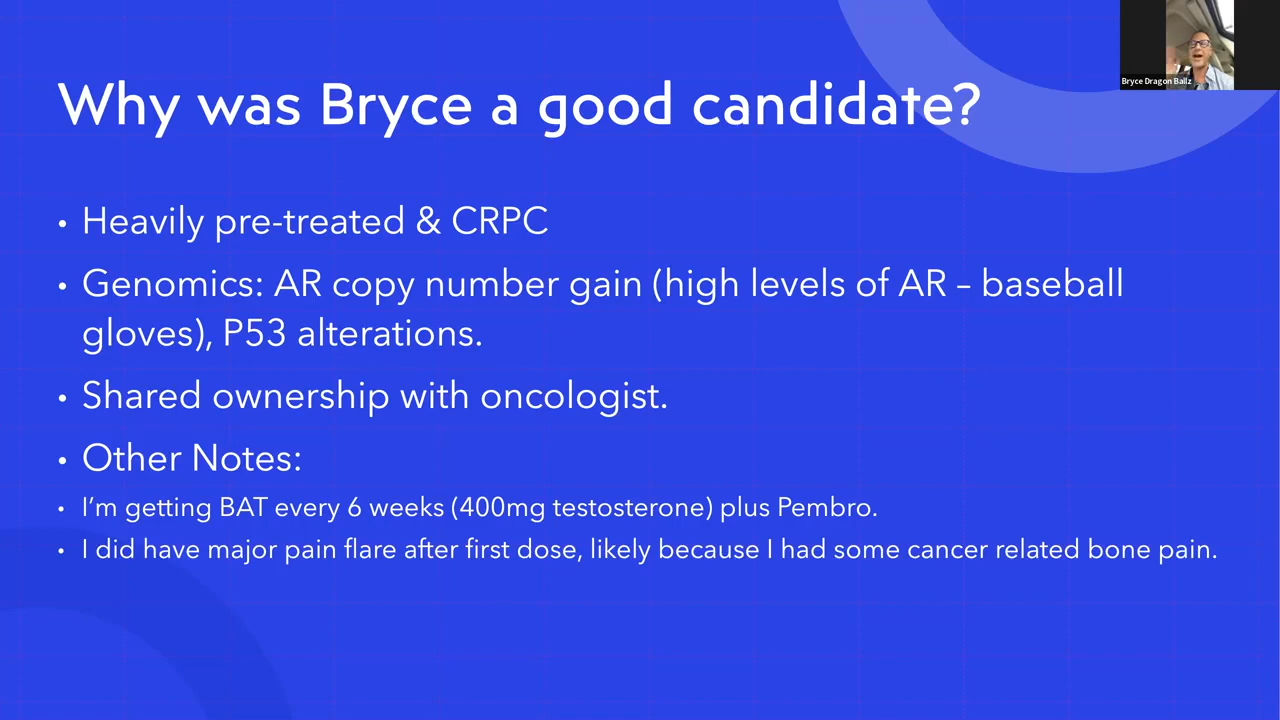 Why was Bryce a good candidate?
Bryce Dragon Ballz
• Heavily pre-treated & CRPC
• Genomics: AR copy number gain (high levels of AR – baseball
gloves), P53 alterations.
• Shared ownership with oncologist.
• Other Notes:
• I’m getting BAT every 6 weeks (400mg testosterone) plus Pembro.
• I did have major pain flare after first dose, likely because I had some cancer related bone pain.